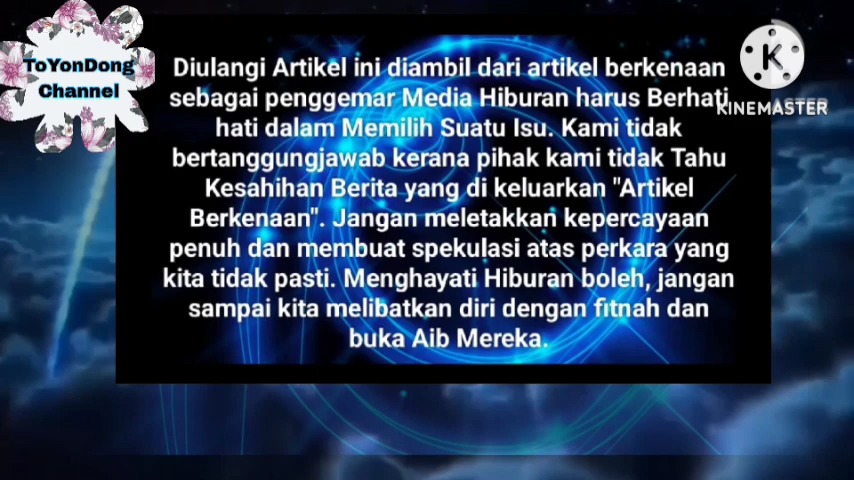 ToYonDong
Channel
K
KINEMASTER
Diulangi Artikel ini diambil dari artikel berkenaan
sebagai penggemar Media Hiburan harus Berhati
hati dalam Memilih Suatu Isu. Kami tidak
bertanggungjawab kerana pihak kami tidak Tahu
Kesahihan Berita yang di keluarkan "Artikel
Berkenaan". Jangan meletakkan kepercayaan
penuh dan membuat spekulasi atas perkara yang
kita tidak pasti. Menghayati Hiburan boleh, jangan
sampai kita melibatkan diri dengan fitnah dan
buka Aib Mereka.